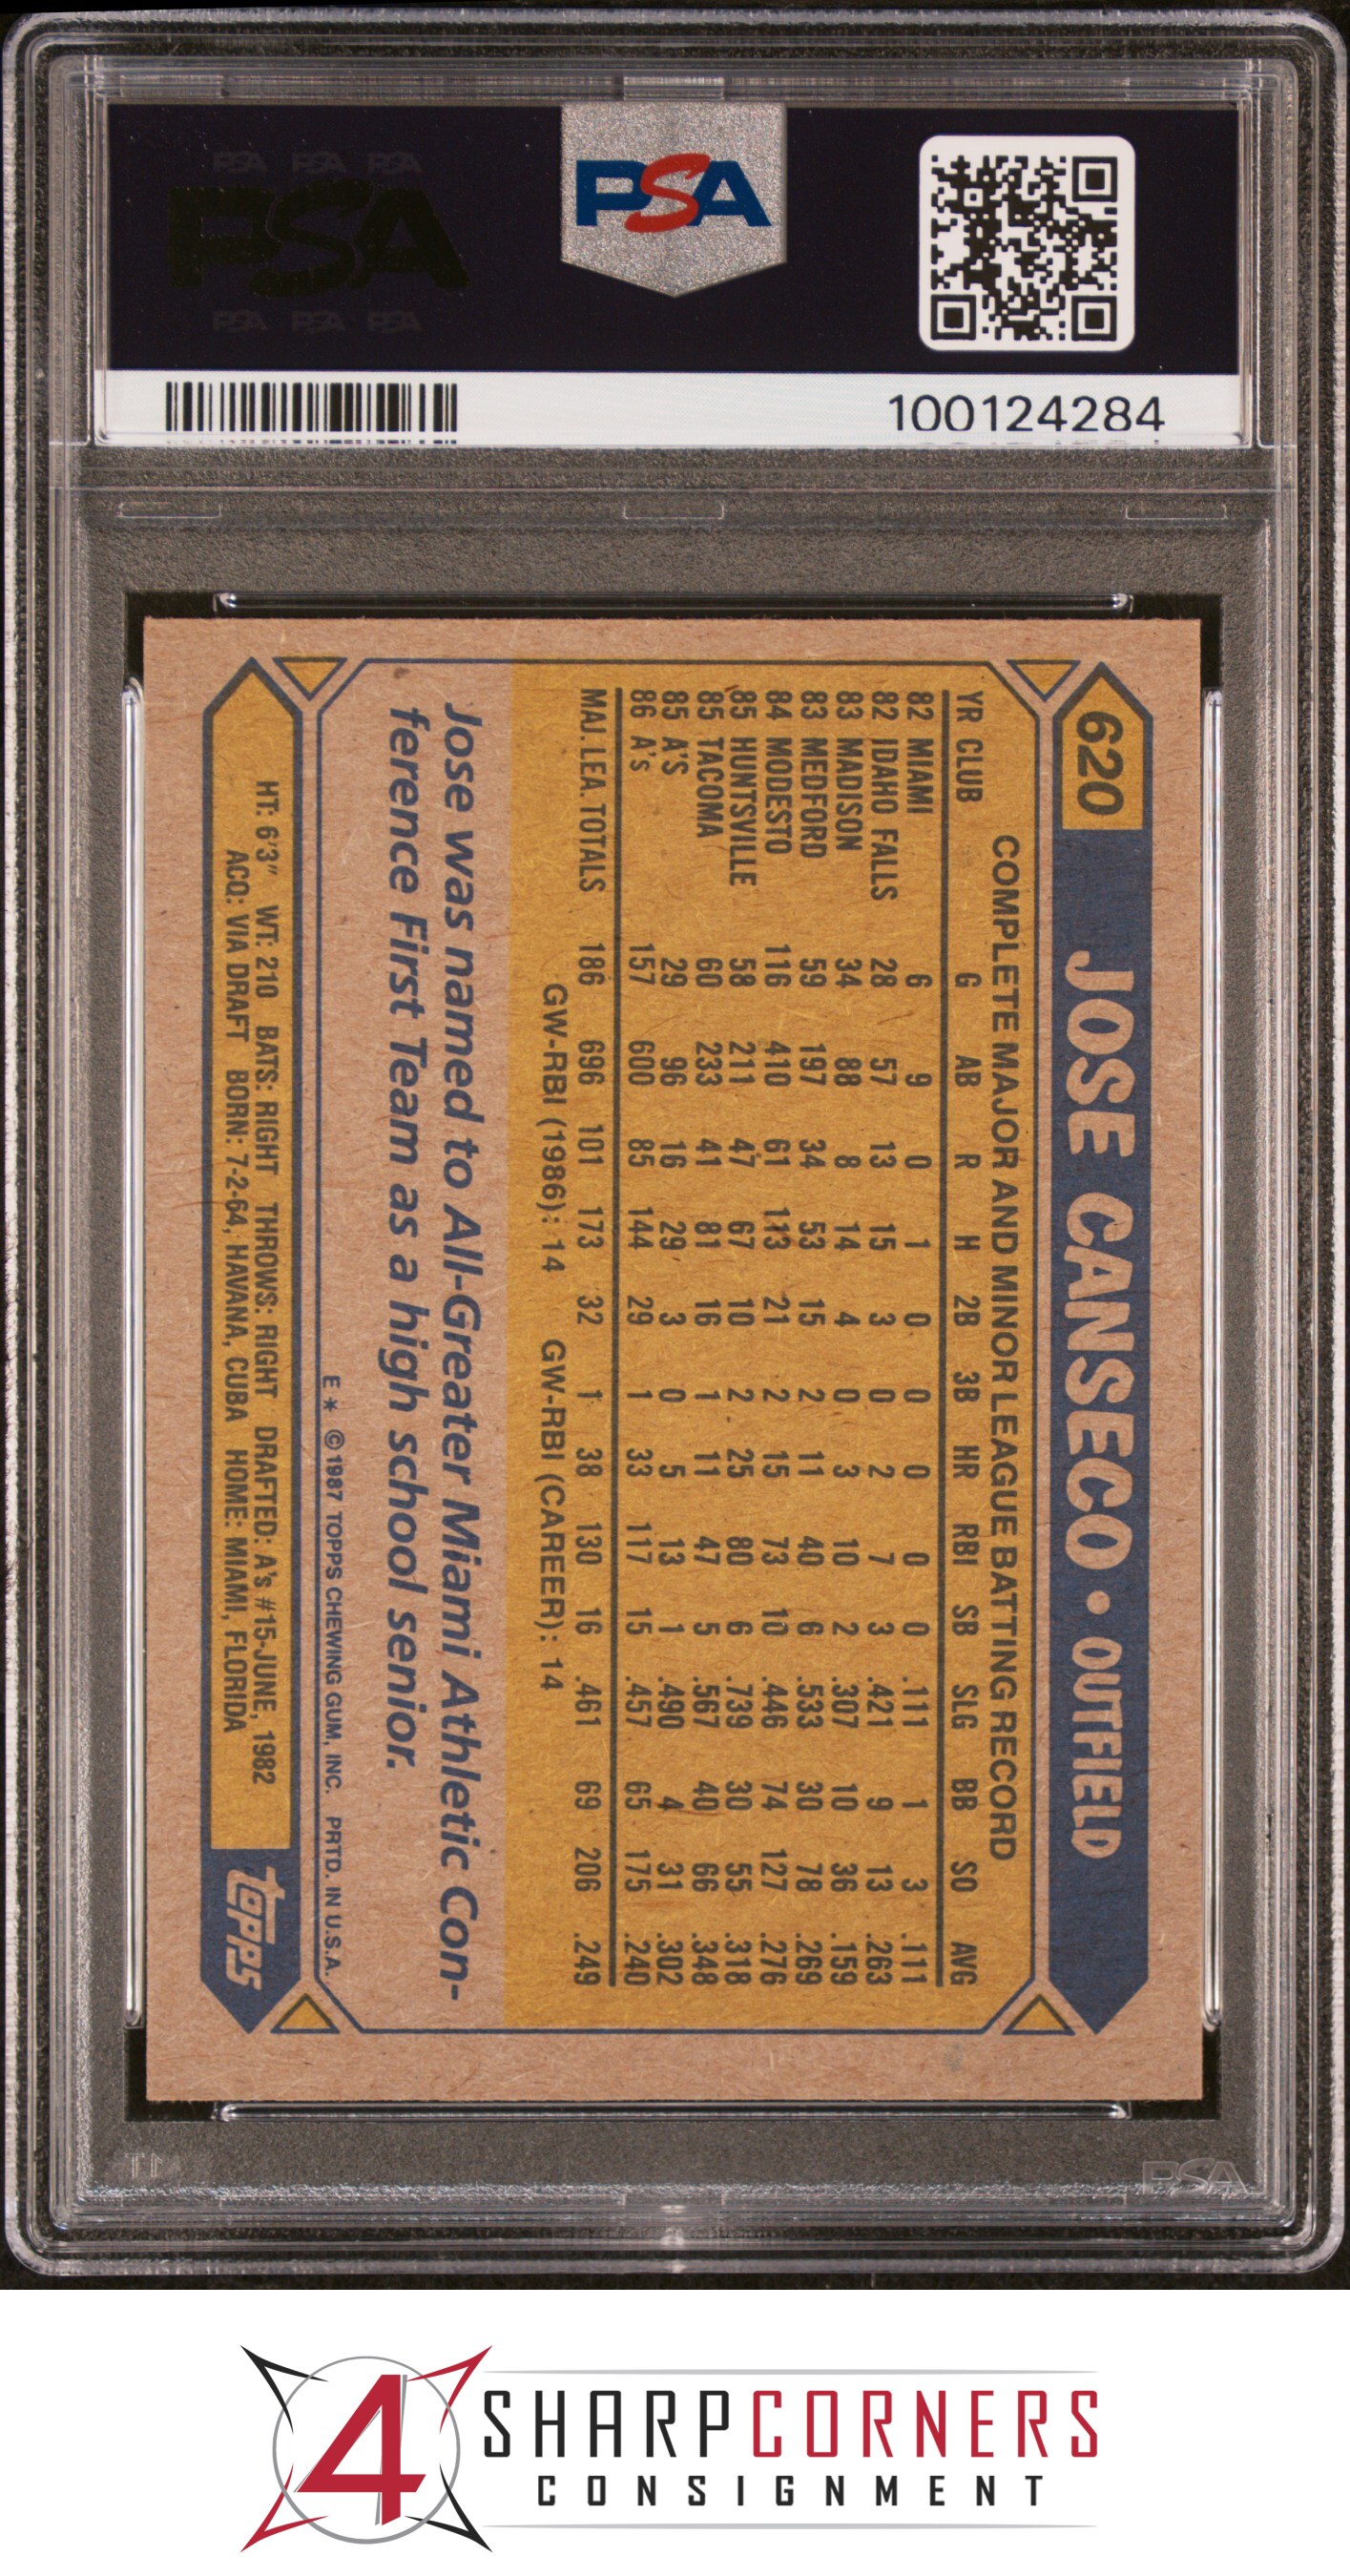 PSA PSA PSA
PSA
PSA PSA PSA
PSA
100124284
620 JOSE CANSECO • OUTFIELD
COMPLETE MAJOR AND MINOR LEAGUE BATTING RECORD
YR CLUB G AB R H 2B 3B HR RBI SB SLG BB SO AVG
82 MIAMI 6 9 0 1 0 0 0 0 0 .111 1 3 .111
82 IDAHO FALLS 28 57 13 15 3 0 2 7 3 .421 9 13 .263
83 MADISON 34 88 8 14 4 0 3 10 2 .307 10 36 .159
83 MEDFORD 59 197 34 53 15 2 11 40 6 .533 30 78 .269
84 MODESTO 116 410 61 113 21 2 15 73 10 .446 74 127 .276
85 HUNTSVILLE 58 211 47 67 10 2 25 80 6 .739 30 55 .318
85 TACOMA 60 233 41 81 16 1 11 47 5 .567 40 66 .348
85 A'S 29 96 16 29 3 0 5 13 1 .490 4 31 .302
86 A's 157 600 85 144 29 1 33 117 15 .457 65 175 .240
MAJ. LEA. TOTALS 186 696 101 173 32 1 38 130 16 .461 69 206 .249
GW-RBI (1986): 14 GW-RBI (CAREER): 14
Jose was named to All-Greater Miami Athletic Con-
ference First Team as a high school senior.
E* © 1987 TOPPS CHEWING GUM, INC. PRTD. IN U.S.A.
HT: 6'3" WT: 210 BATS: RIGHT THROWS: RIGHT DRAFTED: A's #15-JUNE, 1982
ACQ: VIA DRAFT BORN: 7-2-64, HAVANA, CUBA HOME: MIAMI, FLORIDA
topps
PSA
4 SHARPCORNERS
CONSIGNMENT